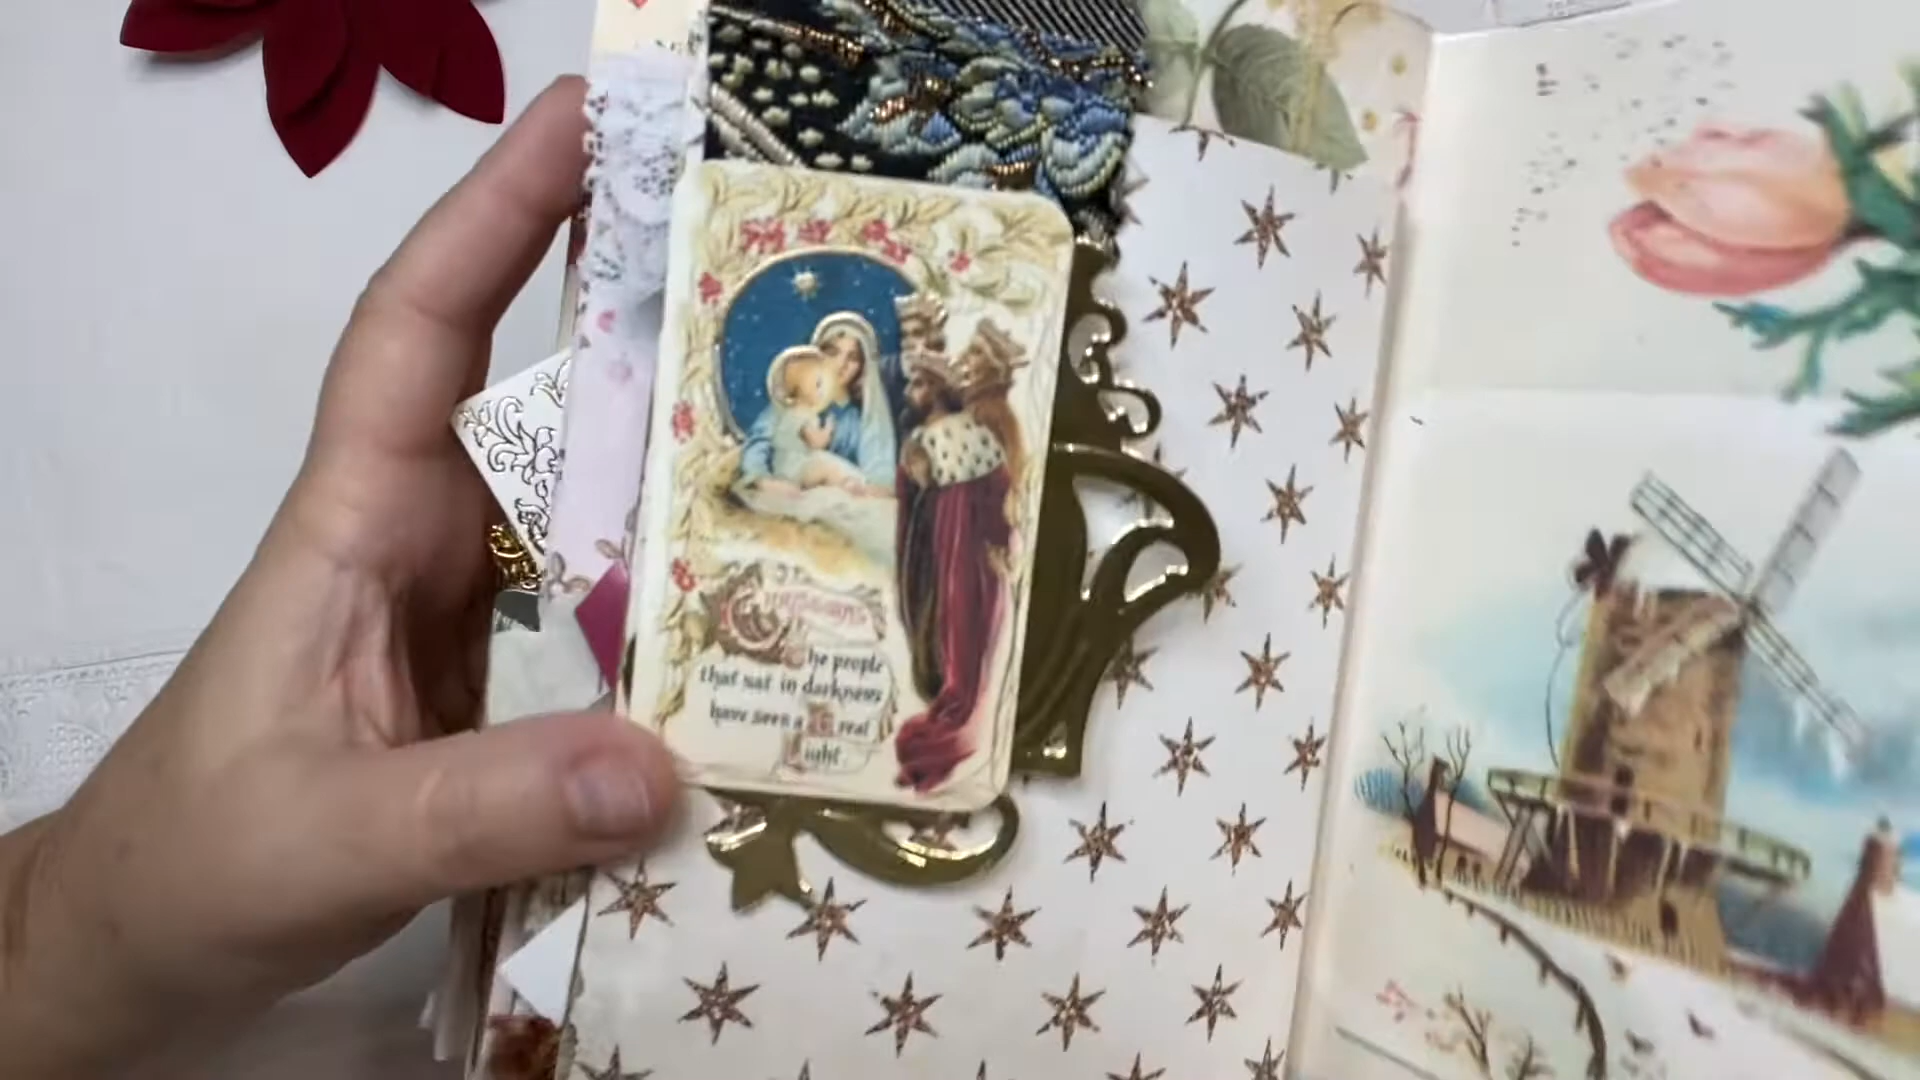 The people
that sat in darkness
have seen a Great
Light.